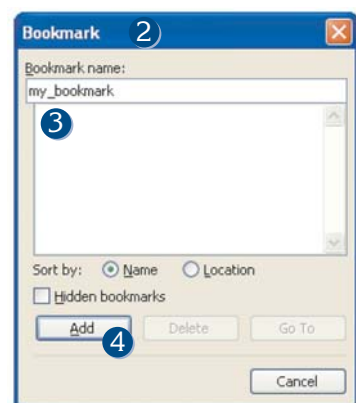 Bookmark 2
Bookmark name:
my_bookmark
3
Sort by: Name Location
Hidden bookmarks
Add Delete Go To
4
Cancel